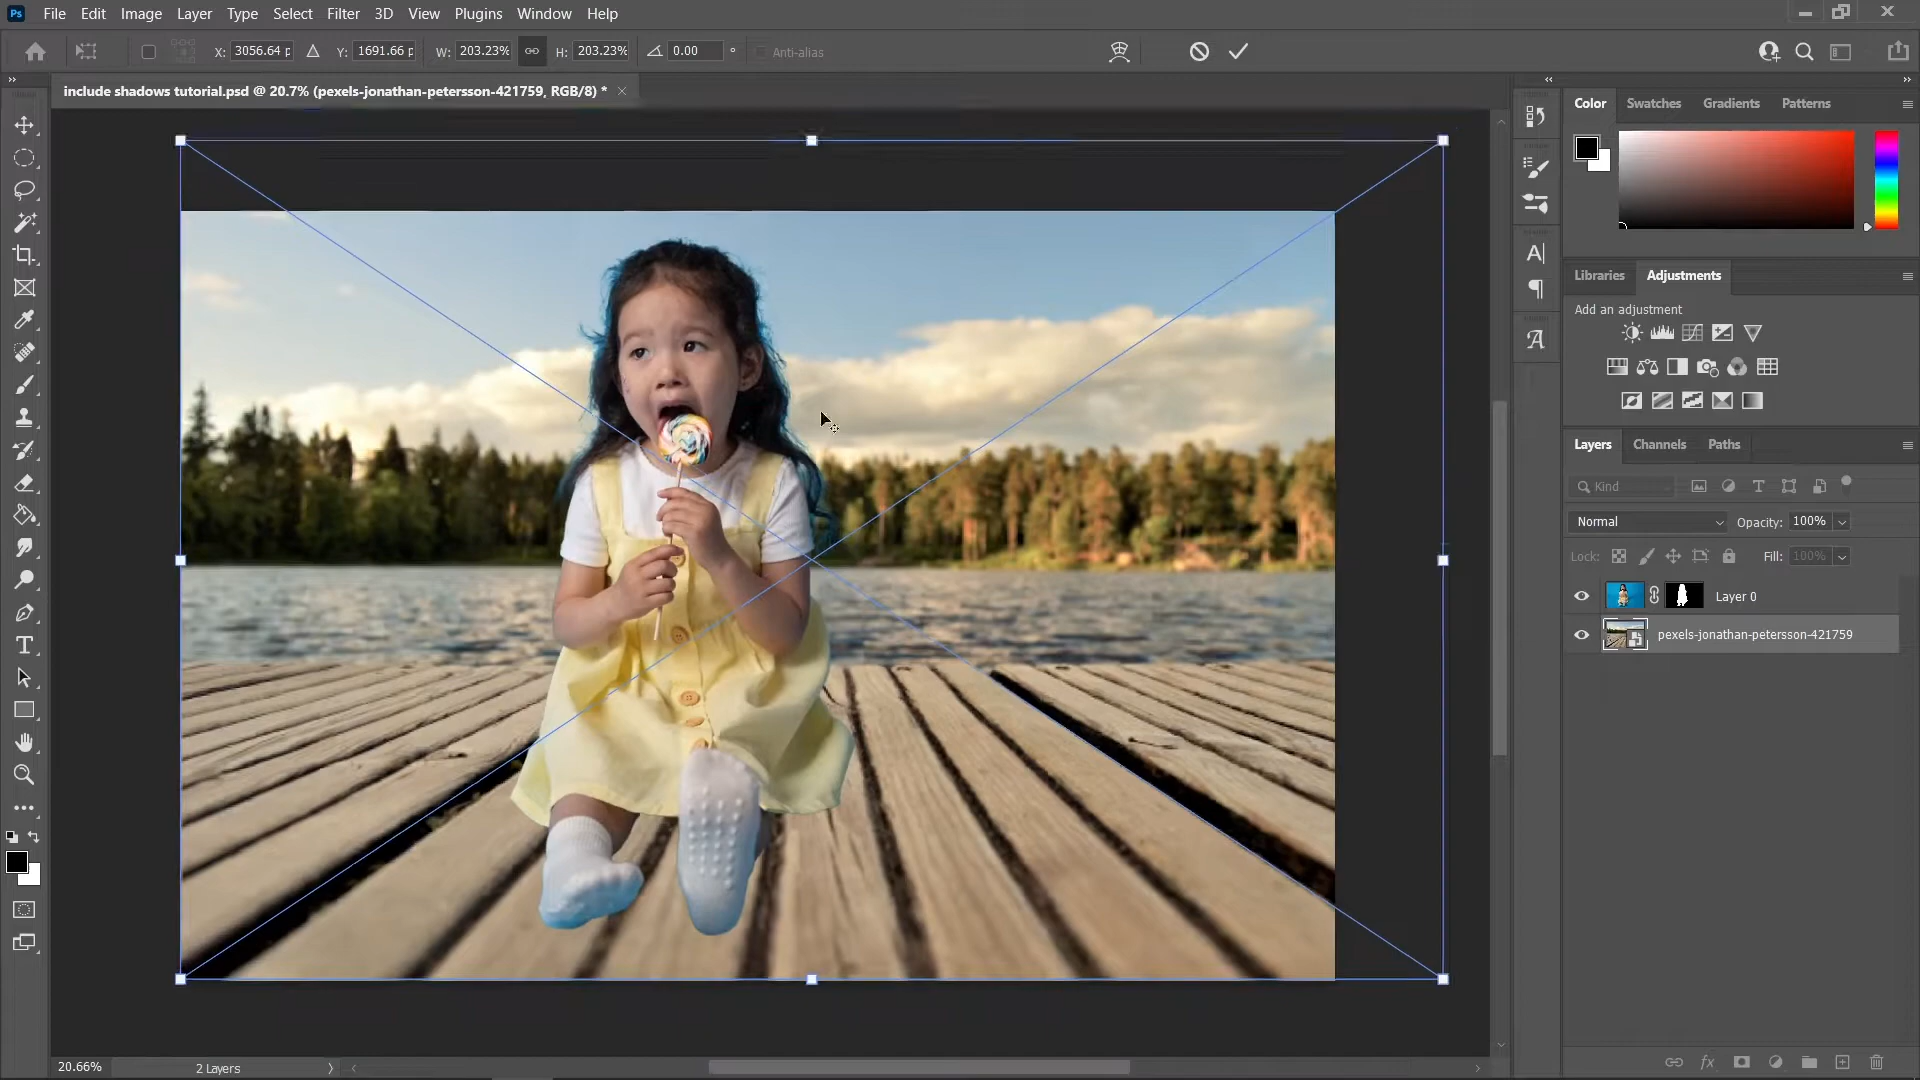 Ps File Edit Image Layer Type Select Filter 3D View Plugins Window Help
X: 3056.64 p Y: 1691.66 p W: 203.23% H: 203.23% 0.00 ° Anti-alias
include shadows tutorial.psd @ 20.7% (pexels-jonathan-petersson-421759, RGB/8) *
Color Swatches Gradients Patterns
Libraries Adjustments
Add an adjustment
Layers Channels Paths
Kind
Normal Opacity: 100%
Lock: Fill: 100%
Layer 0
pexels-jonathan-petersson-421759
20.66% 2 Layers